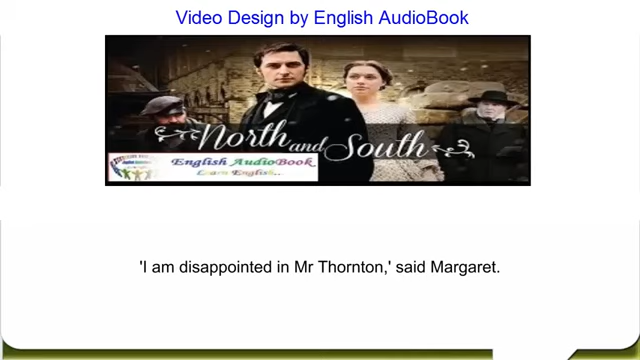 Video Design by English AudioBook
North and South
English AudioBook
Learn English...
'I am disappointed in Mr Thornton,' said Margaret.